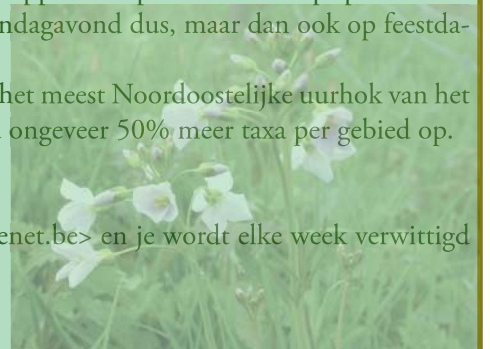 ndagavond dus, maar dan ook op feestda-
het meest Noordoostelijke uurhok van het
ongeveer 50% meer taxa per gebied op.
enet.be> en je wordt elke week verwittigd